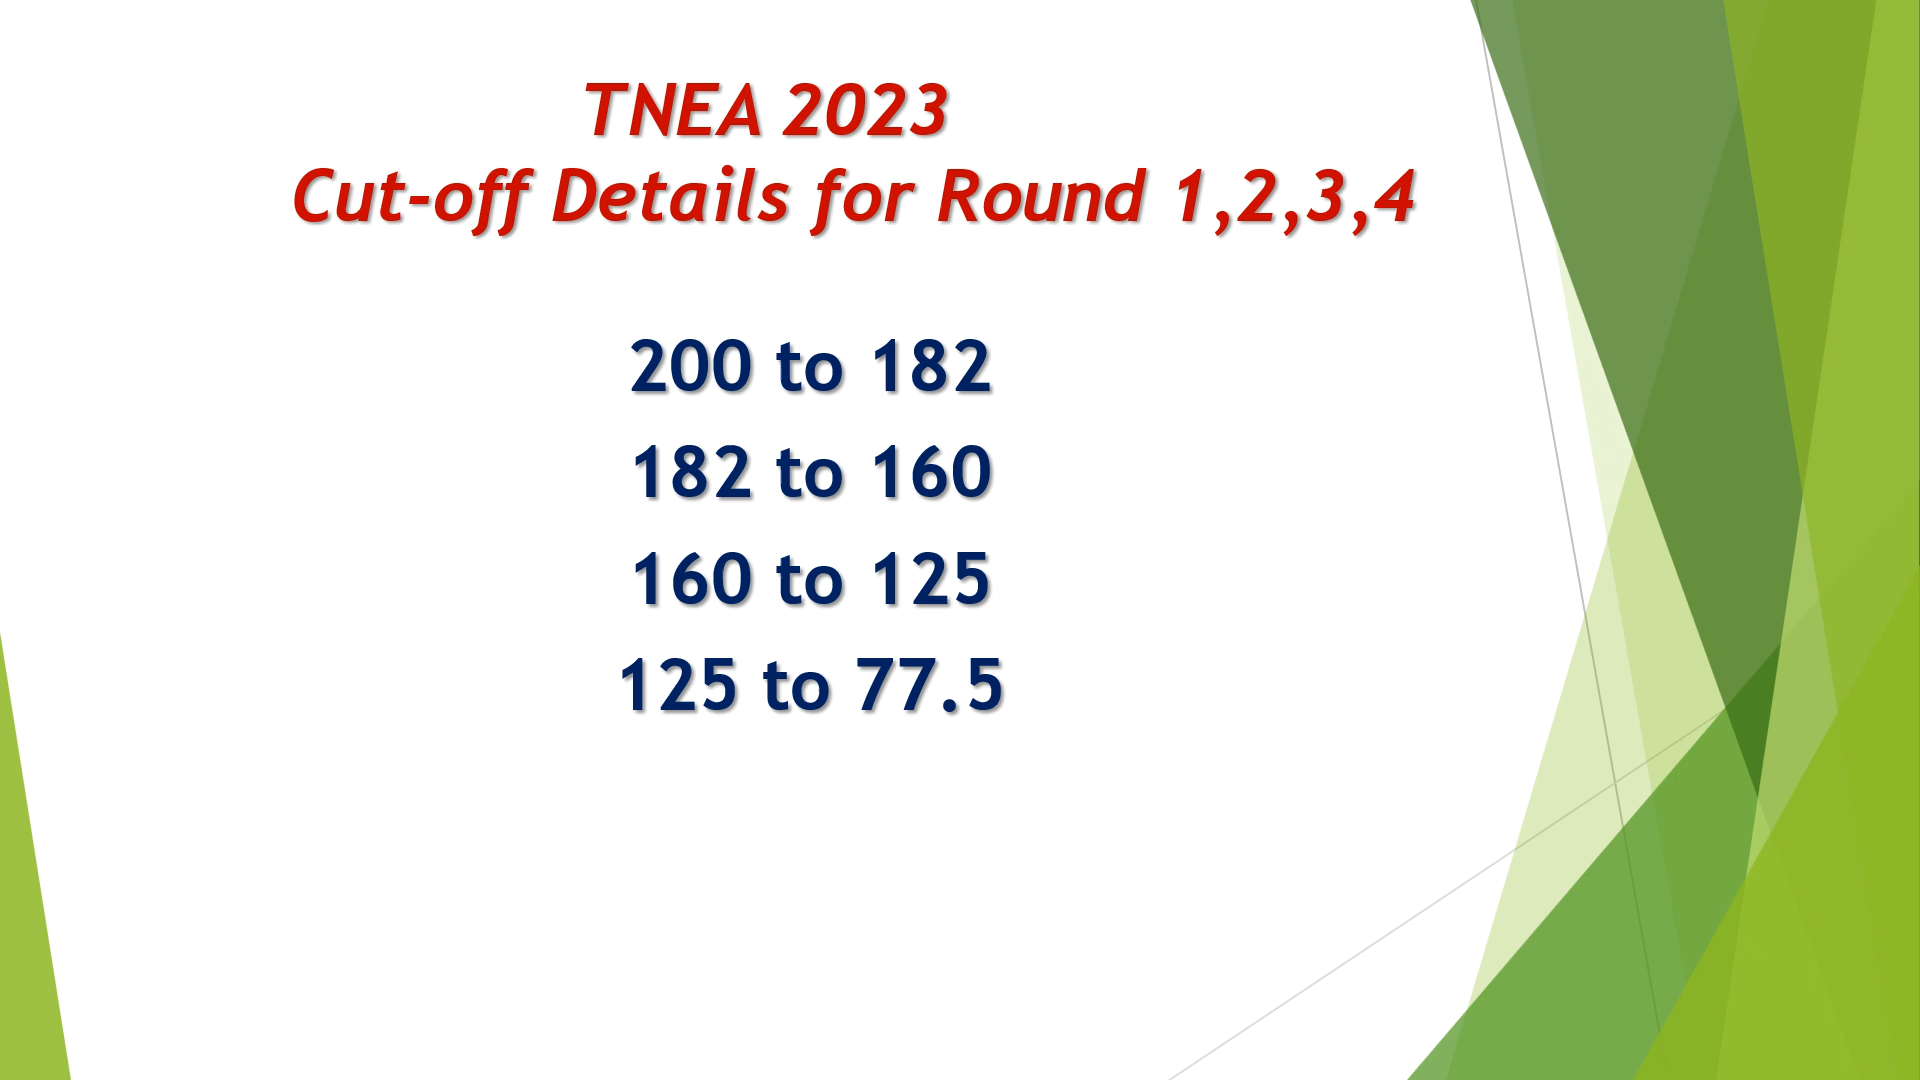 TNEA 2023
Cut-off Details for Round 1,2,3,4
200 to 182
182 to 160
160 to 125
125 to 77.5